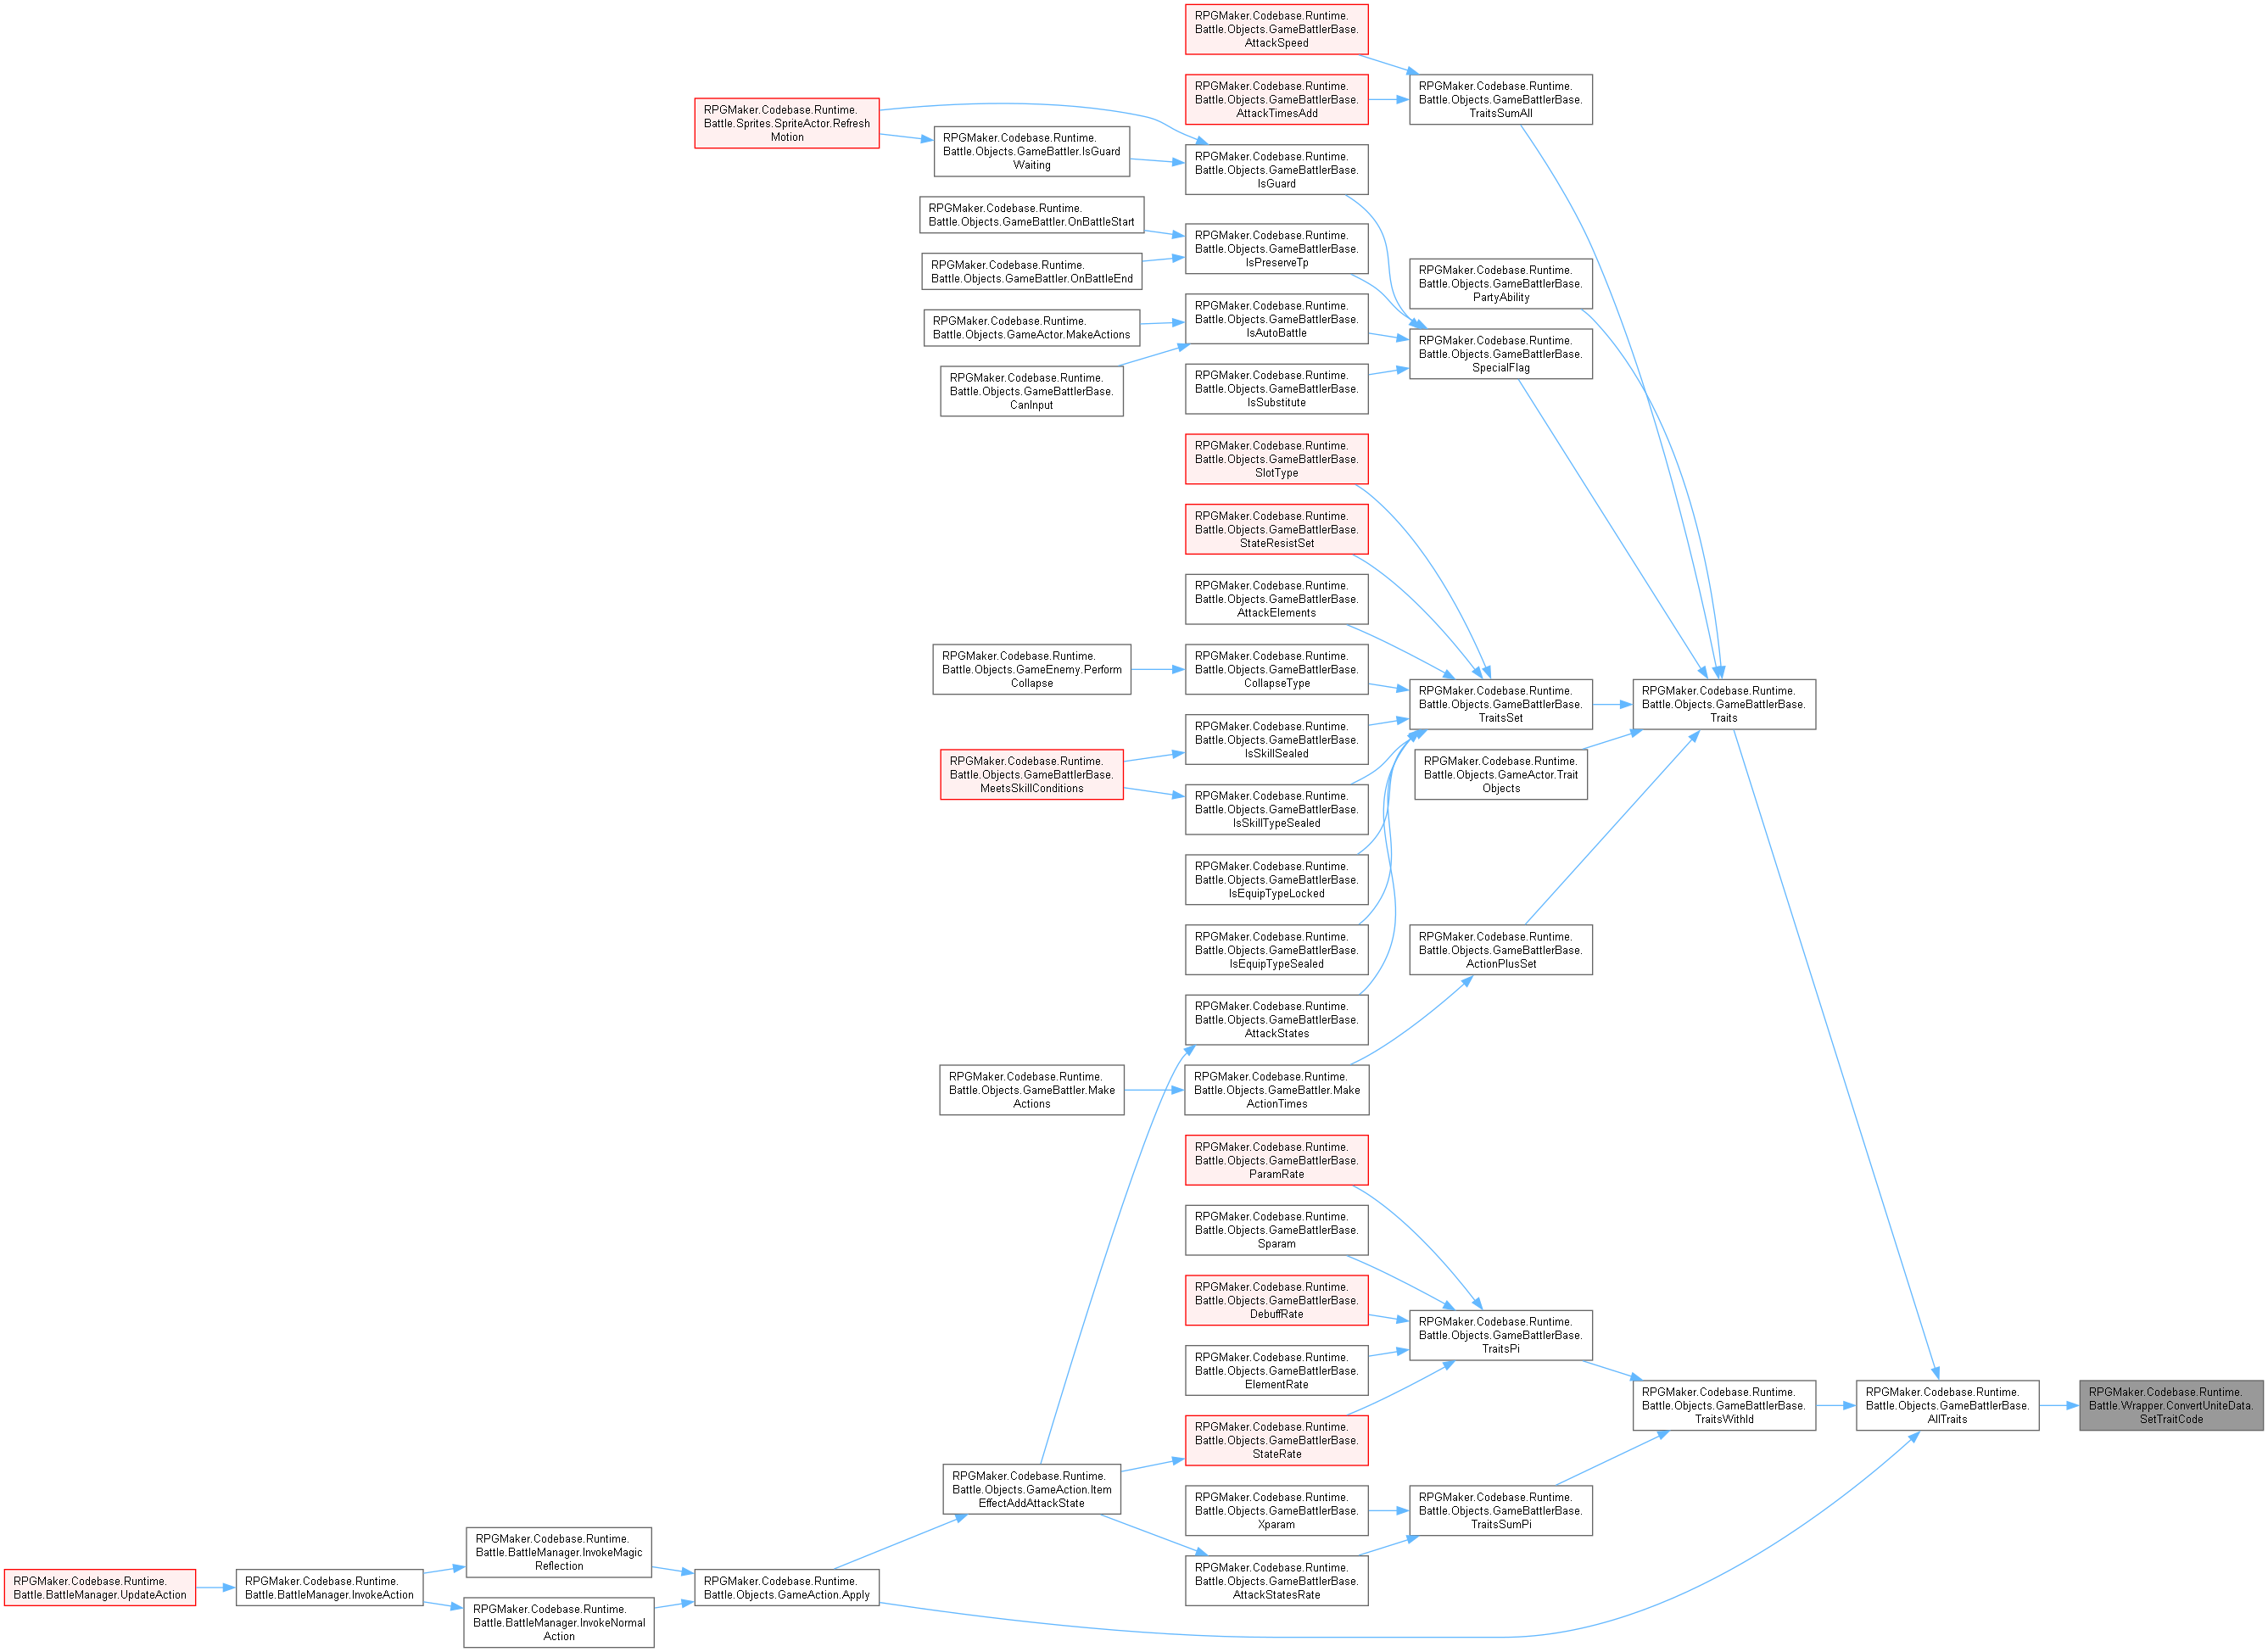 RPGMaker.Codebase.Runtime.
Battle.Objects.GameBattlerBase.
AttackSpeed
RPGMaker.Codebase.Runtime.
Battle.Objects.GameBattlerBase.
AttackTimesAdd
RPGMaker.Codebase.Runtime.
Battle.Objects.GameBattlerBase.
TraitsSumAll
RPGMaker.Codebase.Runtime.
Battle.Sprites.SpriteActor.Refresh
Motion
RPGMaker.Codebase.Runtime.
Battle.Objects.GameBattler.IsGuard
Waiting
RPGMaker.Codebase.Runtime.
Battle.Objects.GameBattlerBase.
IsGuard
RPGMaker.Codebase.Runtime.
Battle.Objects.GameBattler.OnBattleStart
RPGMaker.Codebase.Runtime.
Battle.Objects.GameBattlerBase.
IsPreserveTp
RPGMaker.Codebase.Runtime.
Battle.Objects.GameBattler.OnBattleEnd
RPGMaker.Codebase.Runtime.
Battle.Objects.GameBattlerBase.
PartyAbility
RPGMaker.Codebase.Runtime.
Battle.Objects.GameActor.MakeActions
RPGMaker.Codebase.Runtime.
Battle.Objects.GameBattlerBase.
IsAutoBattle
RPGMaker.Codebase.Runtime.
Battle.Objects.GameBattlerBase.
SpecialFlag
RPGMaker.Codebase.Runtime.
Battle.Objects.GameBattlerBase.
CanInput
RPGMaker.Codebase.Runtime.
Battle.Objects.GameBattlerBase.
IsSubstitute
RPGMaker.Codebase.Runtime.
Battle.Objects.GameBattlerBase.
SlotType
RPGMaker.Codebase.Runtime.
Battle.Objects.GameBattlerBase.
StateResistSet
RPGMaker.Codebase.Runtime.
Battle.Objects.GameBattlerBase.
AttackElements
RPGMaker.Codebase.Runtime.
Battle.Objects.GameEnemy.Perform
Collapse
RPGMaker.Codebase.Runtime.
Battle.Objects.GameBattlerBase.
CollapseType
RPGMaker.Codebase.Runtime.
Battle.Objects.GameBattlerBase.
TraitsSet
RPGMaker.Codebase.Runtime.
Battle.Objects.GameBattlerBase.
Traits
RPGMaker.Codebase.Runtime.
Battle.Objects.GameBattlerBase.
IsSkillSealed
RPGMaker.Codebase.Runtime.
Battle.Objects.GameBattlerBase.
MeetsSkillConditions
RPGMaker.Codebase.Runtime.
Battle.Objects.GameActor.Trait
Objects
RPGMaker.Codebase.Runtime.
Battle.Objects.GameBattlerBase.
IsSkillTypeSealed
RPGMaker.Codebase.Runtime.
Battle.Objects.GameBattlerBase.
IsEquipTypeLocked
RPGMaker.Codebase.Runtime.
Battle.Objects.GameBattlerBase.
IsEquipTypeSealed
RPGMaker.Codebase.Runtime.
Battle.Objects.GameBattlerBase.
ActionPlusSet
RPGMaker.Codebase.Runtime.
Battle.Objects.GameBattlerBase.
AttackStates
RPGMaker.Codebase.Runtime.
Battle.Objects.GameBattler.Make
Actions
RPGMaker.Codebase.Runtime.
Battle.Objects.GameBattler.Make
ActionTimes
RPGMaker.Codebase.Runtime.
Battle.Objects.GameBattlerBase.
ParamRate
RPGMaker.Codebase.Runtime.
Battle.Objects.GameBattlerBase.
Sparam
RPGMaker.Codebase.Runtime.
Battle.Objects.GameBattlerBase.
DebuffRate
RPGMaker.Codebase.Runtime.
Battle.Objects.GameBattlerBase.
TraitsPi
RPGMaker.Codebase.Runtime.
Battle.Objects.GameBattlerBase.
ElementRate
RPGMaker.Codebase.Runtime.
Battle.Objects.GameBattlerBase.
TraitsWithId
RPGMaker.Codebase.Runtime.
Battle.Objects.GameBattlerBase.
AllTraits
RPGMaker.Codebase.Runtime.
Battle.Wrapper.ConvertUniteData.
SetTraitCode
RPGMaker.Codebase.Runtime.
Battle.Objects.GameBattlerBase.
StateRate
RPGMaker.Codebase.Runtime.
Battle.Objects.GameAction.Item
EffectAddAttackState
RPGMaker.Codebase.Runtime.
Battle.Objects.GameBattlerBase.
Xparam
RPGMaker.Codebase.Runtime.
Battle.Objects.GameBattlerBase.
TraitsSumPi
RPGMaker.Codebase.Runtime.
Battle.BattleManager.InvokeMagic
Reflection
RPGMaker.Codebase.Runtime.
Battle.Objects.GameBattlerBase.
AttackStatesRate
RPGMaker.Codebase.Runtime.
Battle.BattleManager.UpdateAction
RPGMaker.Codebase.Runtime.
Battle.BattleManager.InvokeAction
RPGMaker.Codebase.Runtime.
Battle.Objects.GameAction.Apply
RPGMaker.Codebase.Runtime.
Battle.BattleManager.InvokeNormal
Action